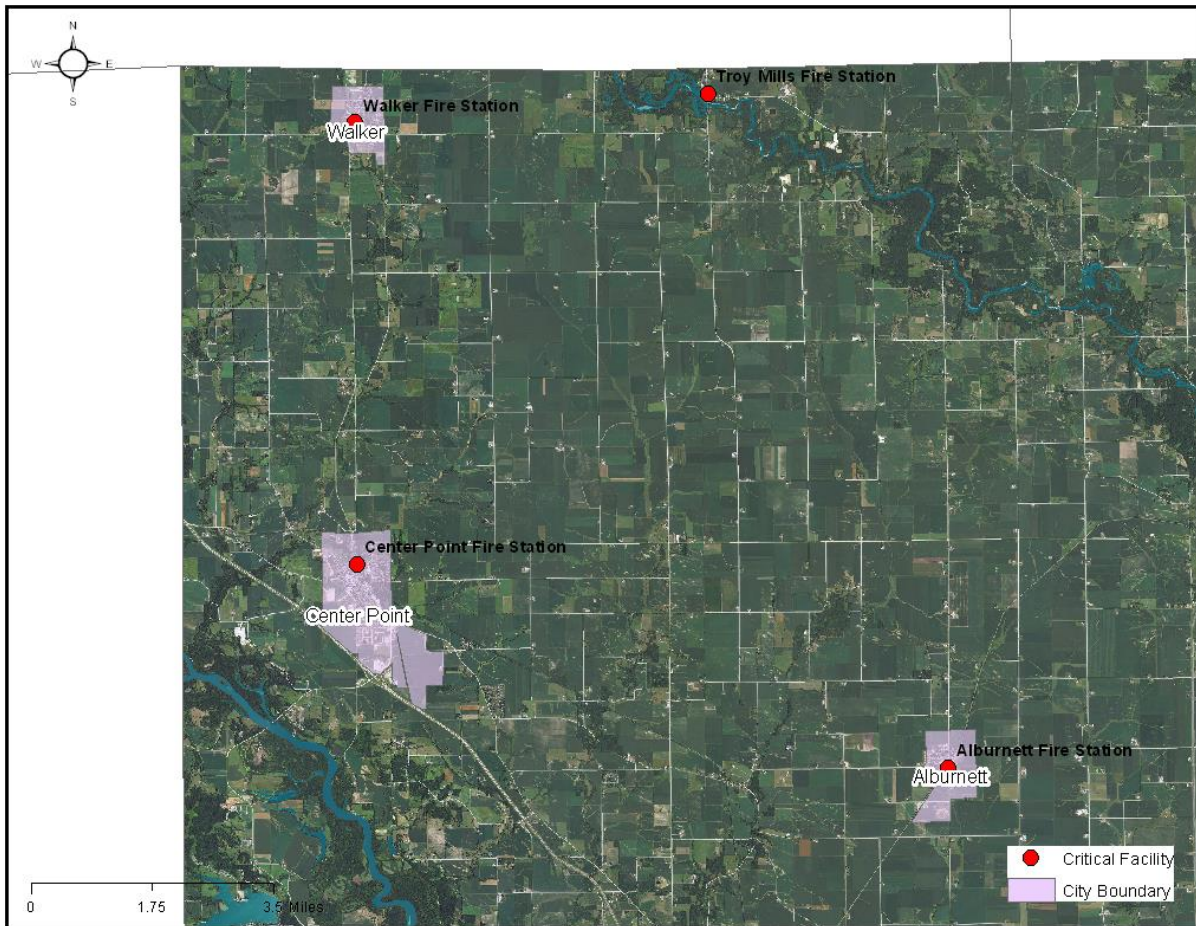 N
W E
S
Troy Mills Fire Station
Walker Fire Station
Walker
Center Point Fire Station
Center Point
Alburnett Fire Station
Alburnett
Critical Facility
City Boundary
0 1.75 3.5 Miles